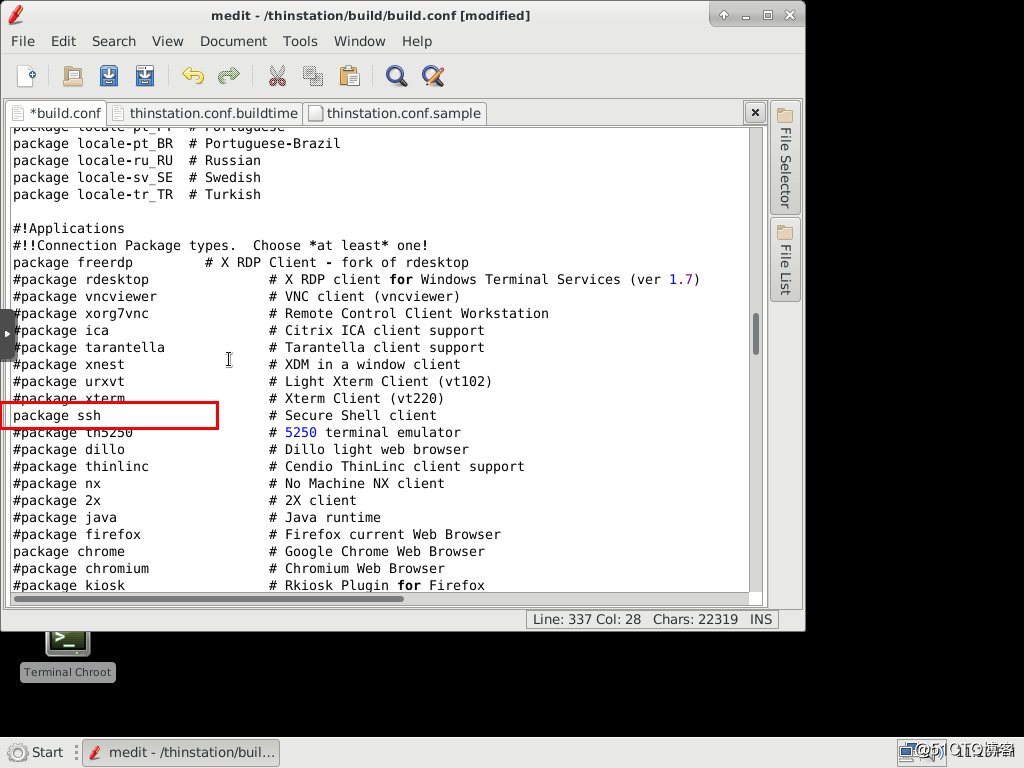 medit - /thinstation/build/build.conf [modified]
File Edit Search View Document Tools Window Help
*build.conf thinstation.conf.buildtime thinstation.conf.sample
package locale-pt_PT # Portuguese
package locale-pt_BR # Portuguese-Brazil
package locale-ru_RU # Russian
package locale-sv_SE # Swedish
package locale-tr_TR # Turkish
#!Applications
#!!Connection Package types. Choose *at least* one!
package freerdp # X RDP Client - fork of rdesktop
#package rdesktop # X RDP client for Windows Terminal Services (ver 1.7)
#package vncviewer # VNC client (vncviewer)
#package xorg7vnc # Remote Control Client Workstation
#package ica # Citrix ICA client support
#package tarantella # Tarantella client support
#package xnest # XDM in a window client
#package urxvt # Light Xterm Client (vt102)
#package xterm # Xterm Client (vt220)
package ssh # Secure Shell client
#package tn5250 # 5250 terminal emulator
#package dillo # Dillo light web browser
#package thinlinc # Cendio ThinLinc client support
#package nx # No Machine NX client
#package 2x # 2X client
#package java # Java runtime
#package firefox # Firefox current Web Browser
package chrome # Google Chrome Web Browser
#package chromium # Chromium Web Browser
#package kiosk # Rkiosk Plugin for Firefox
File Selector
File List
Line: 337 Col: 28 Chars: 22319 INS
Terminal Chroot
Start medit - /thinstation/buil...
@51CTO博客